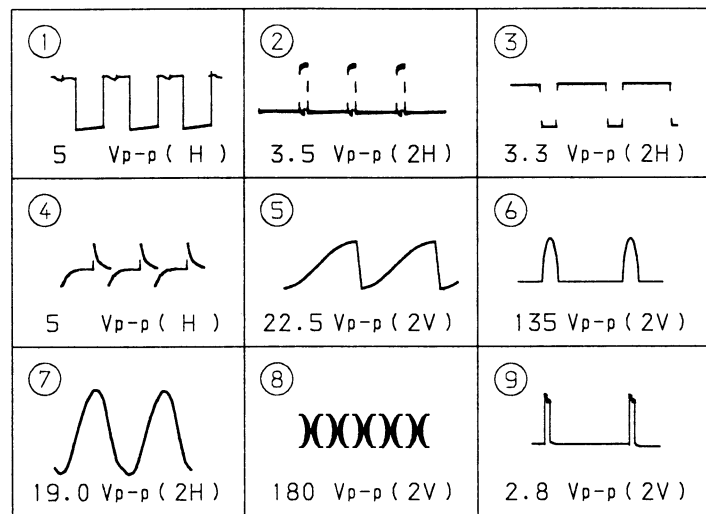 ① ② ③
5 Vp-p ( H ) 3.5 Vp-p (2H) 3.3 Vp-p (2H)
④ ⑤ ⑥
5 Vp-p ( H ) 22.5 Vp-p (2V) 135 Vp-p (2V)
⑦ ⑧ ⑨
19.0 Vp-p (2H) 180 Vp-p (2V) 2.8 Vp-p (2V)